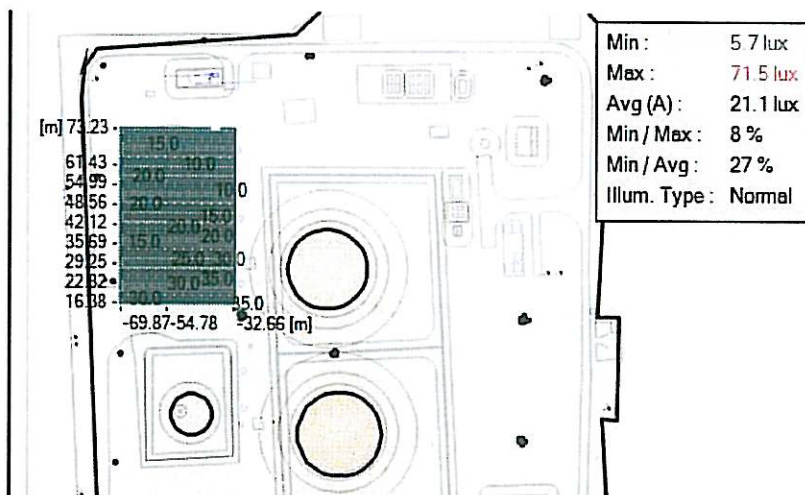 Min : 5.7 lux
Max : 71.5 lux
Avg (A) : 21.1 lux
Min / Max : 8 %
Min / Avg : 27 %
Illum. Type : Normal
[m] 73.23
15.0
61.43 10.0
54.99 20.0 10.0
48.56 20.0 15.0
42.12 20.0
35.69 15.0 20.0
29.25 30.0
22.82 30.0 35.0
16.38 30.0 35.0
-69.87 -54.78 -32.66 [m]